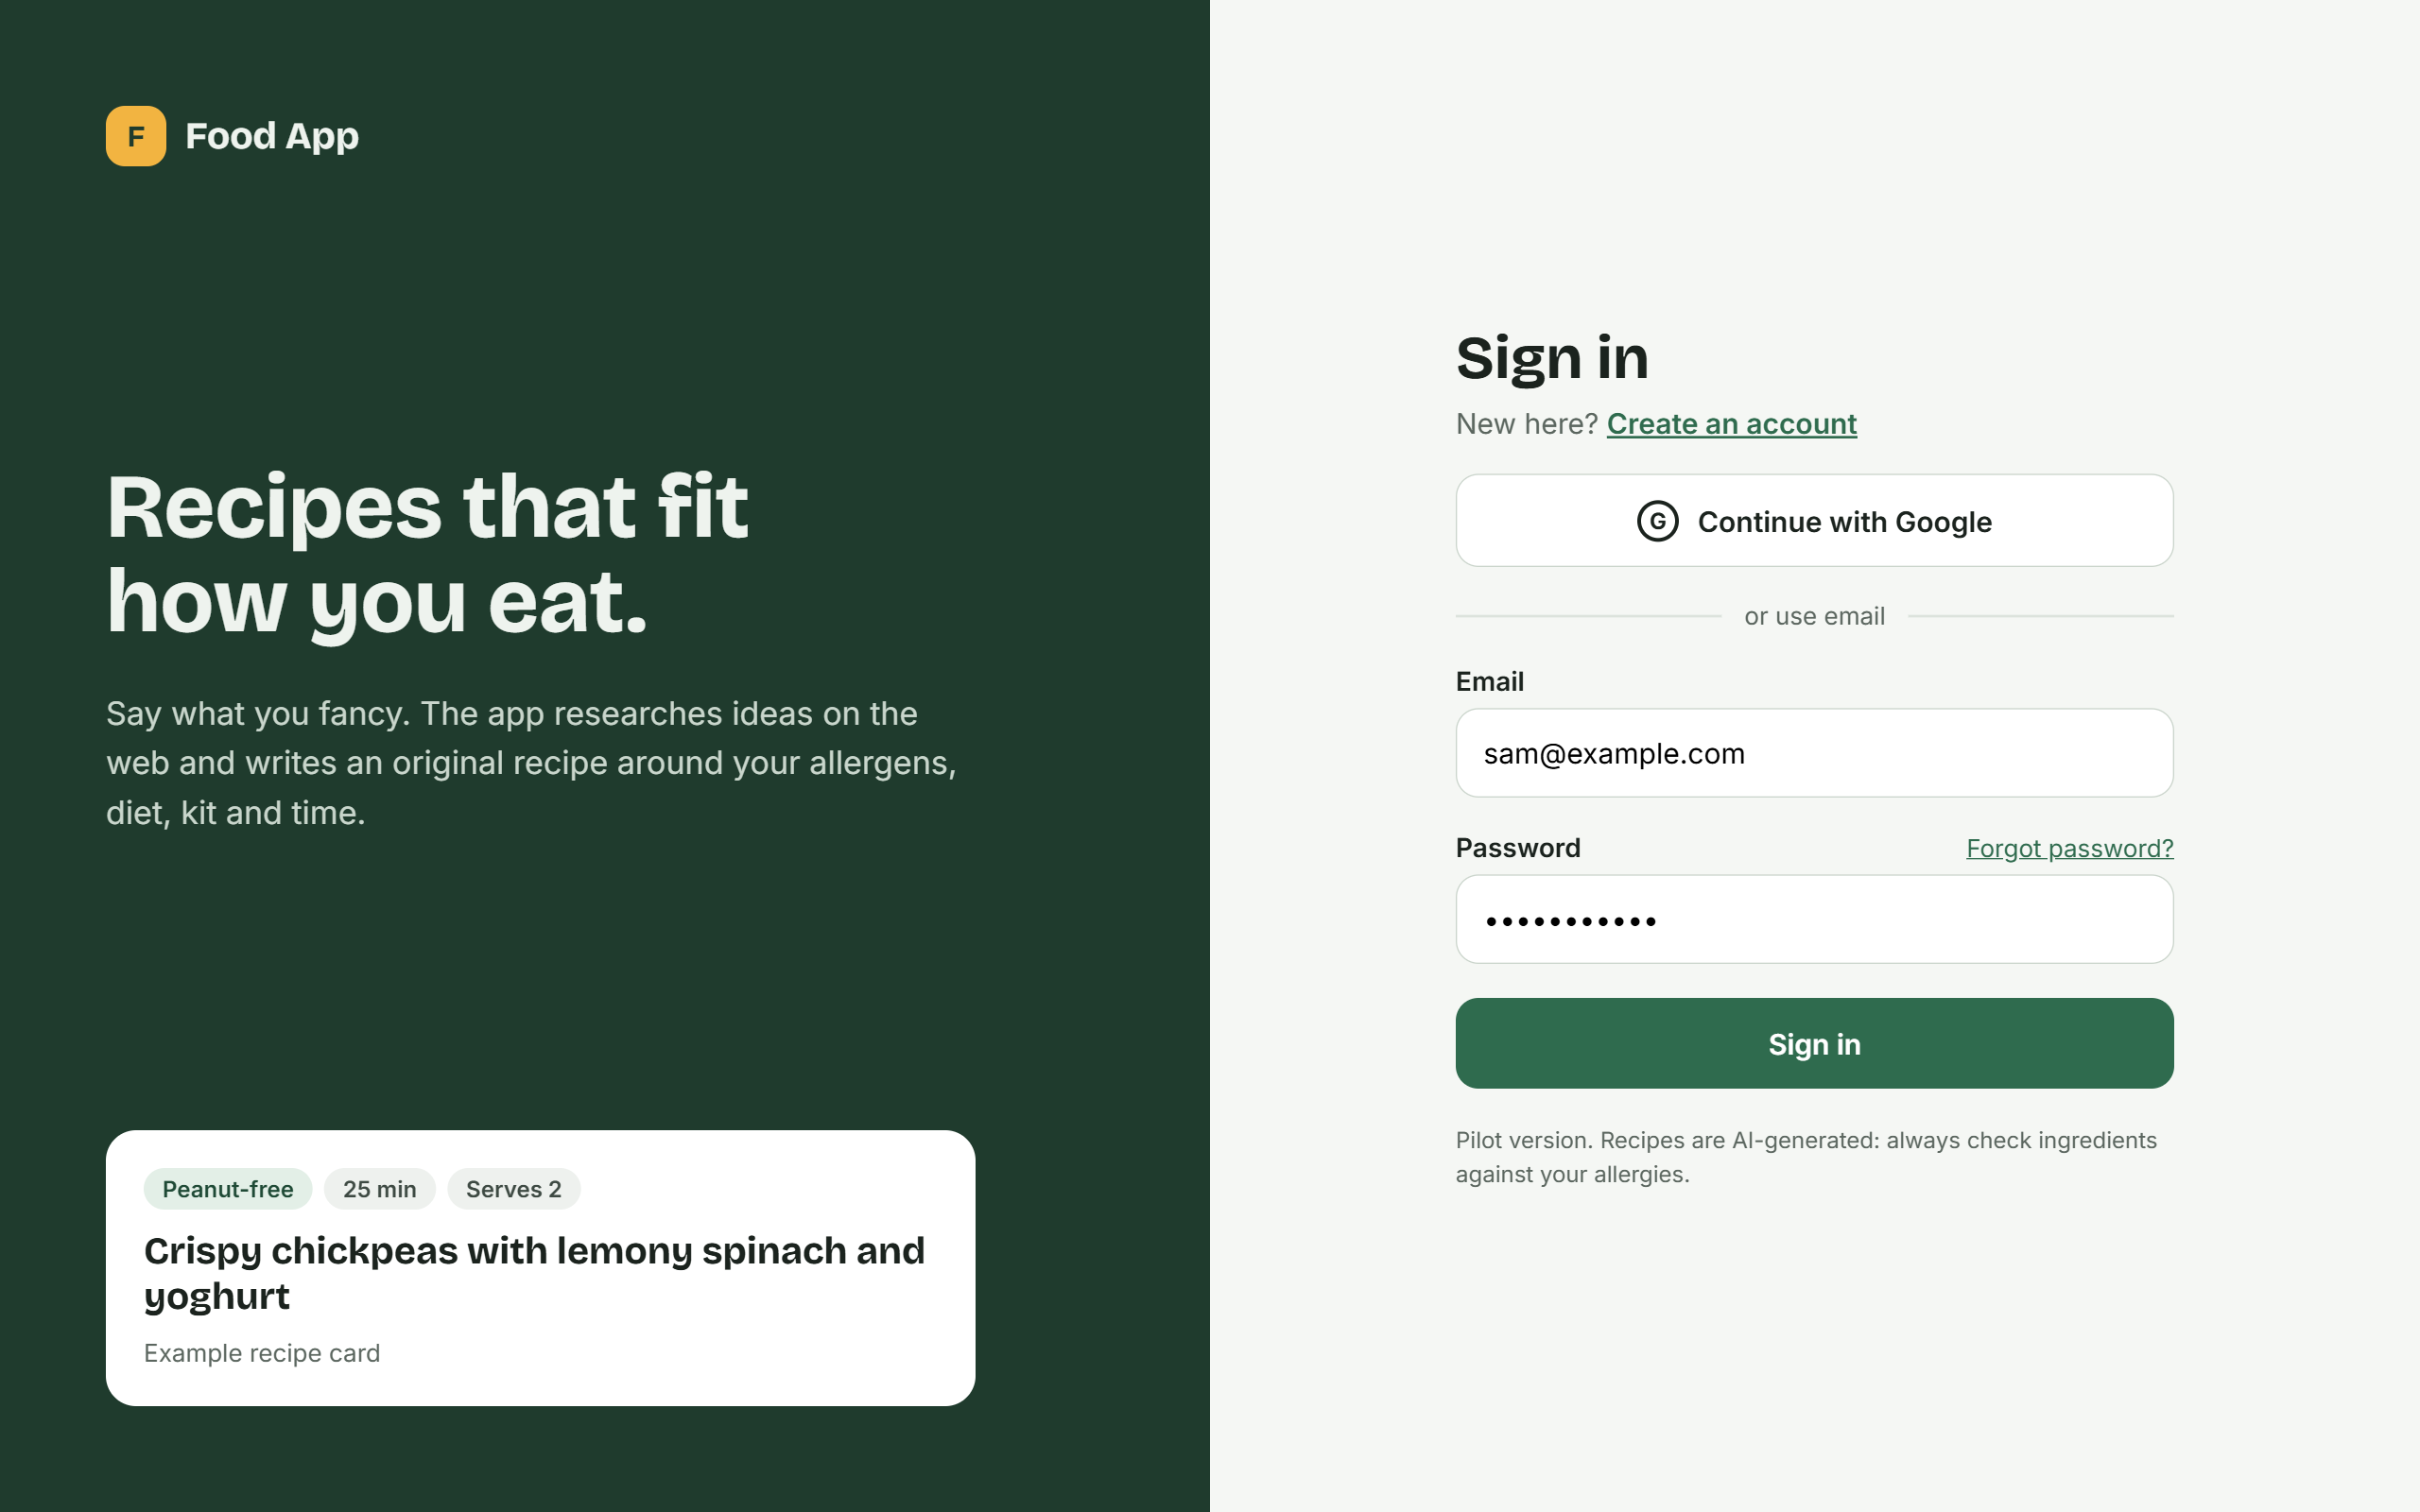 F Food App
Recipes that fit
how you eat.
Say what you fancy. The app researches ideas on the
web and writes an original recipe around your allergens,
diet, kit and time.
Peanut-free 25 min Serves 2
Crispy chickpeas with lemony spinach and
yoghurt
Example recipe card
Sign in
New here? Create an account
G Continue with Google
or use email
Email
sam@example.com
Password Forgot password?
•••••••••••
Sign in
Pilot version. Recipes are AI-generated: always check ingredients
against your allergies.